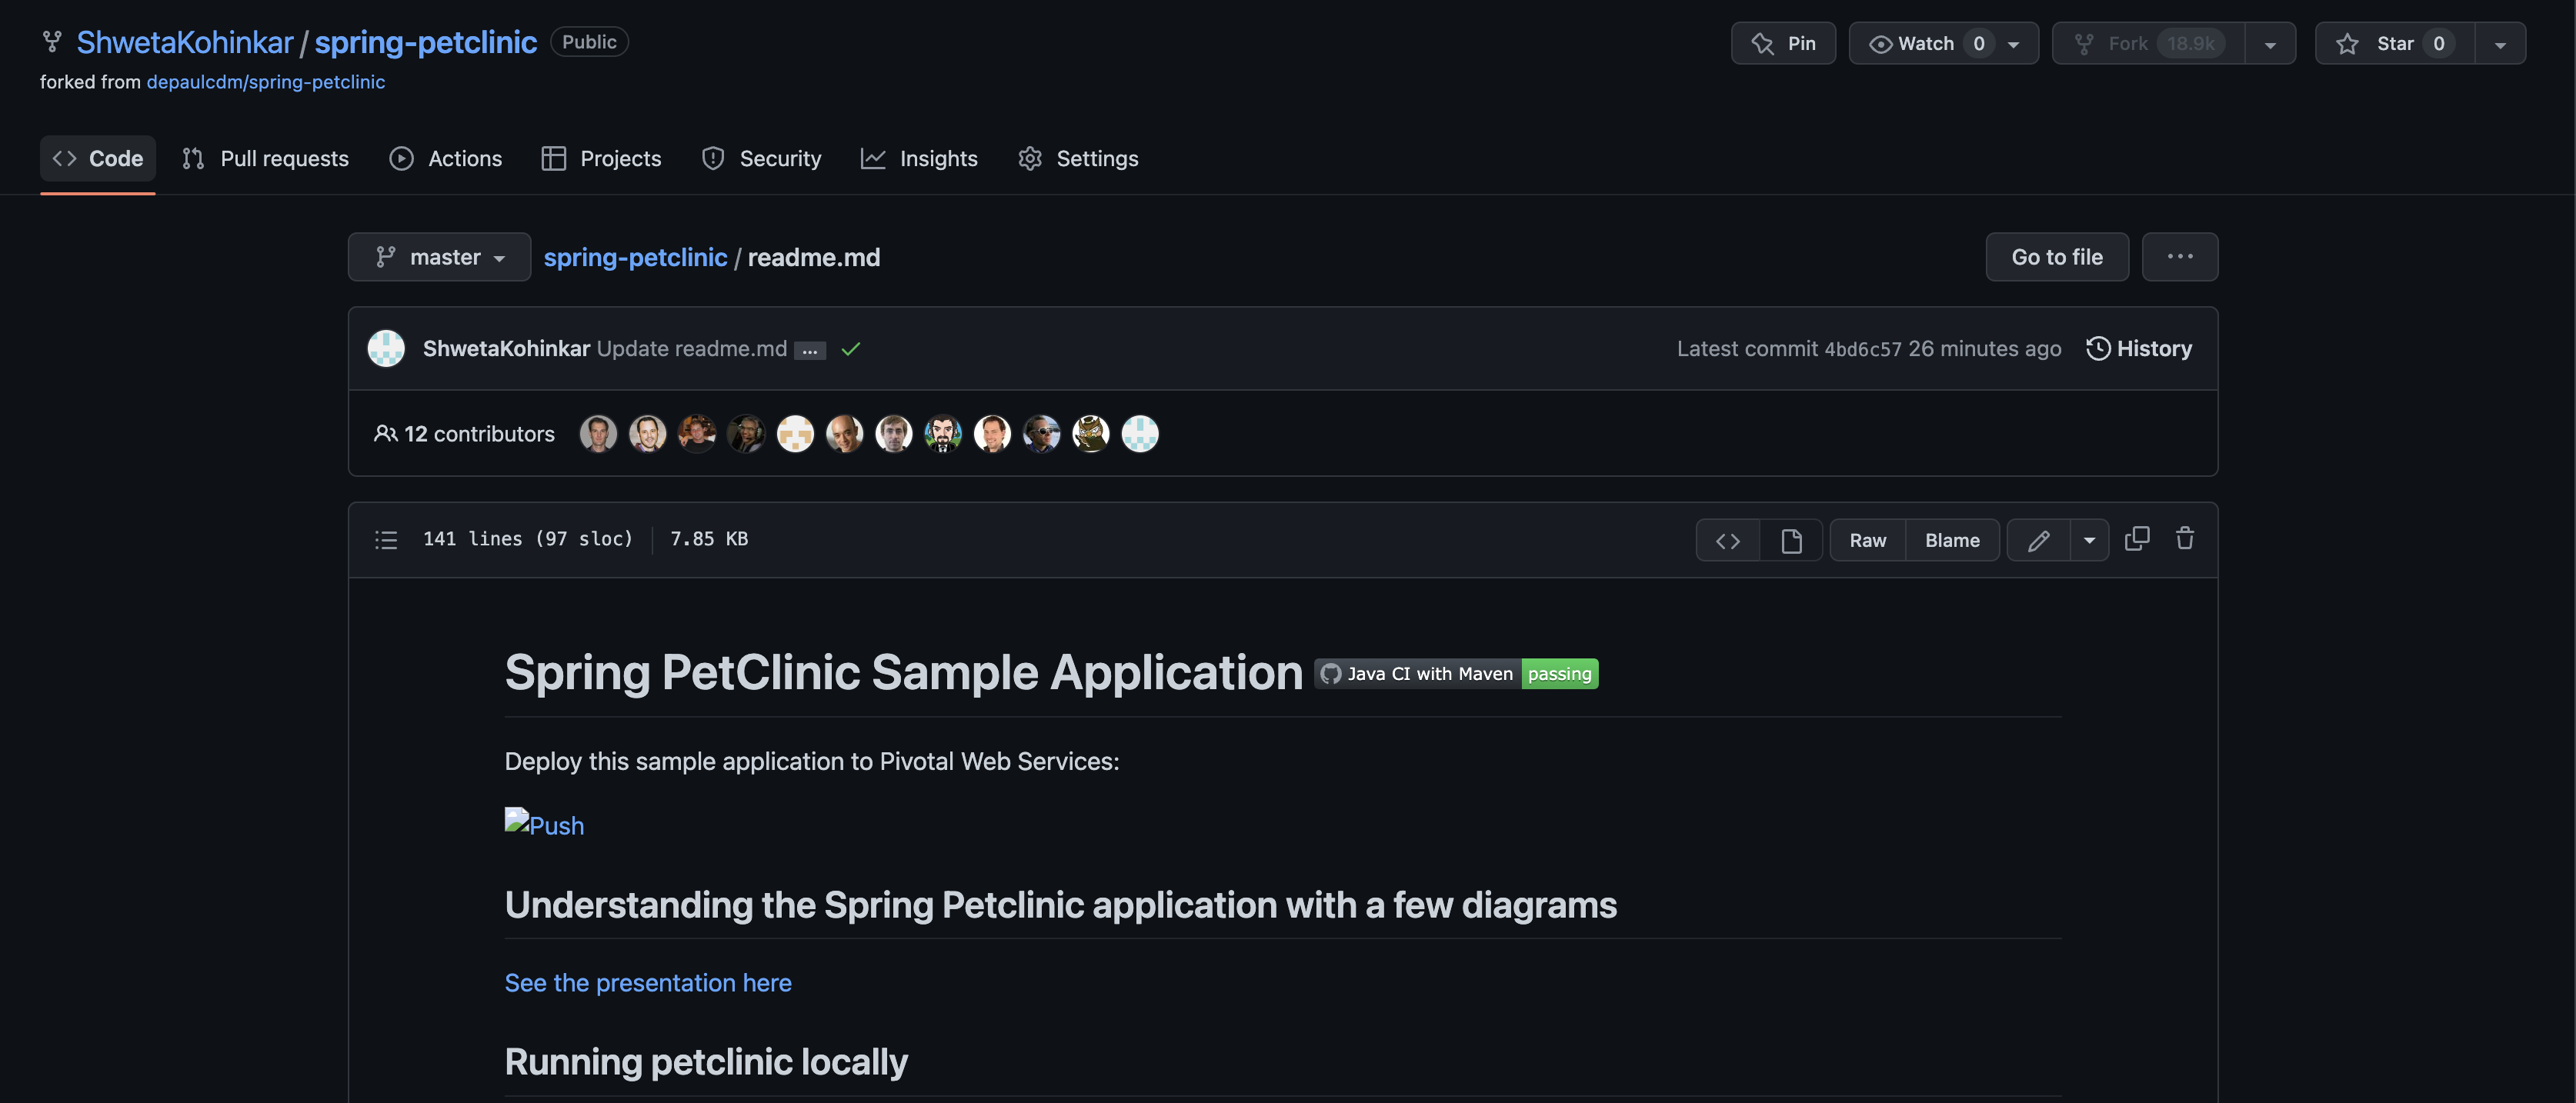 ShwetaKohinkar / spring-petclinic Public
Pin Watch 0 Fork 18.9k Star 0
forked from depaulcdm/spring-petclinic
Code Pull requests Actions Projects Security Insights Settings
master spring-petclinic / readme.md Go to file ...
ShwetaKohinkar Update readme.md ... Latest commit 4bd6c57 26 minutes ago History
12 contributors
141 lines (97 sloc) 7.85 KB Raw Blame
Spring PetClinic Sample Application Java CI with Maven passing
Deploy this sample application to Pivotal Web Services:
Push
Understanding the Spring Petclinic application with a few diagrams
See the presentation here
Running petclinic locally